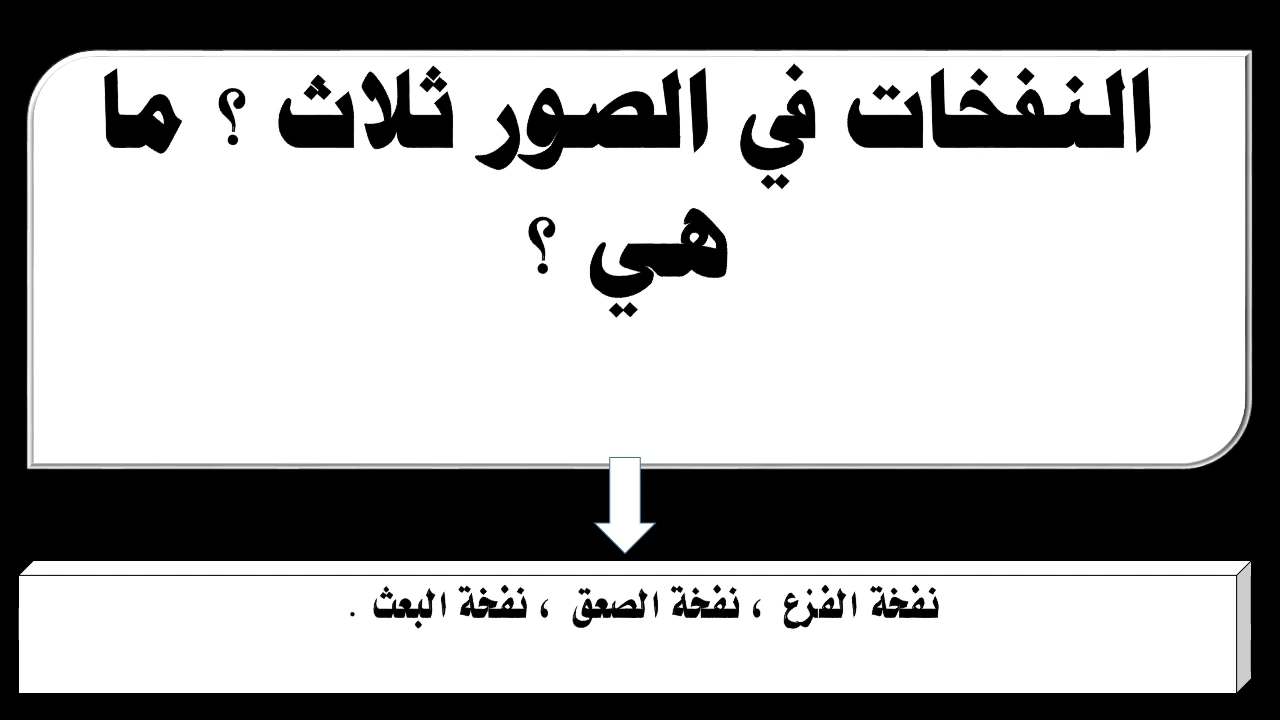 النفخات في الصور ثلاث ؟ ما
هي ؟
نفخة الفزع ، نفخة الصعق ، نفخة البعث .